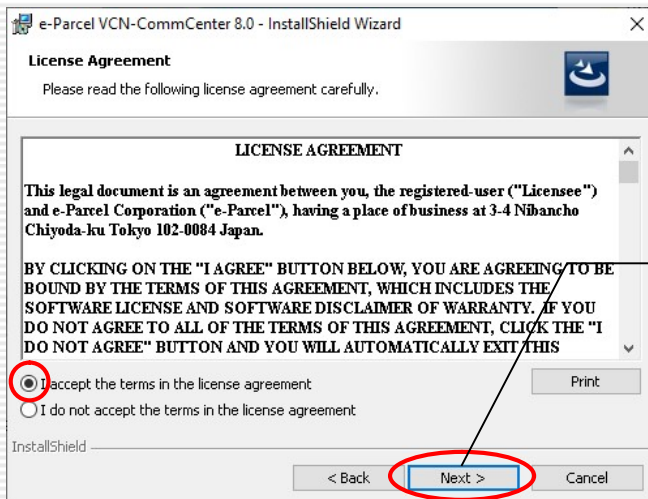 e-Parcel VCN-CommCenter 8.0 - InstallShield Wizard
License Agreement
Please read the following license agreement carefully.
LICENSE AGREEMENT
This legal document is an agreement between you, the registered-user ("Licensee")
and e-Parcel Corporation ("e-Parcel"), having a place of business at 3-4 Nibancho
Chiyoda-ku Tokyo 102-0084 Japan.
BY CLICKING ON THE "I AGREE" BUTTON BELOW, YOU ARE AGREEING TO BE
BOUND BY THE TERMS OF THIS AGREEMENT, WHICH INCLUDES THE
SOFTWARE LICENSE AND SOFTWARE DISCLAIMER OF WARRANTY. IF YOU
DO NOT AGREE TO ALL OF THE TERMS OF THIS AGREEMENT, CLICK THE "I
DO NOT AGREE" BUTTON AND YOU WILL AUTOMATICALLY EXIT THIS
I accept the terms in the license agreement
Print
I do not accept the terms in the license agreement
InstallShield
< Back
Next >
Cancel